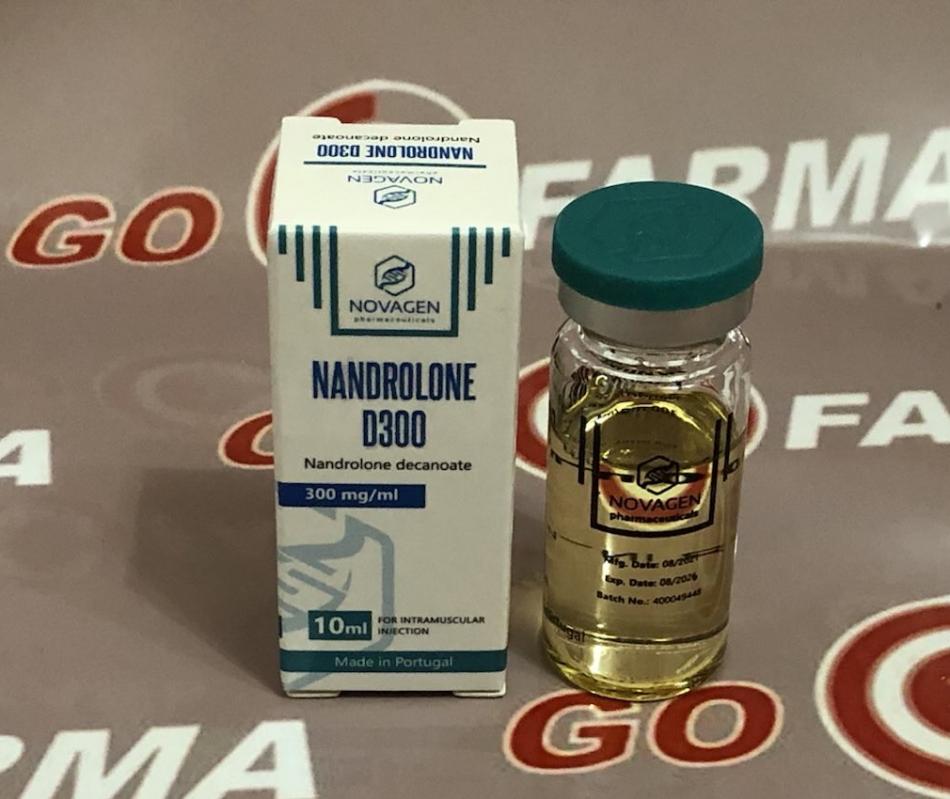 Nandrolone decanoate
NANDROLONE D300
NOVAGEN
GO
FARMA
NOVAGEN
pharmaceuticals
NANDROLONE
D300
Nandrolone decanoate
300 mg/ml
10ml
FOR INTRAMUSCULAR
INJECTION
Made in Portugal
NOVAGEN
pharmaceuticals
Mfg. Date: 08/2021
Exp. Date: 08/2026
Batch No.: 400049448
FA
GO